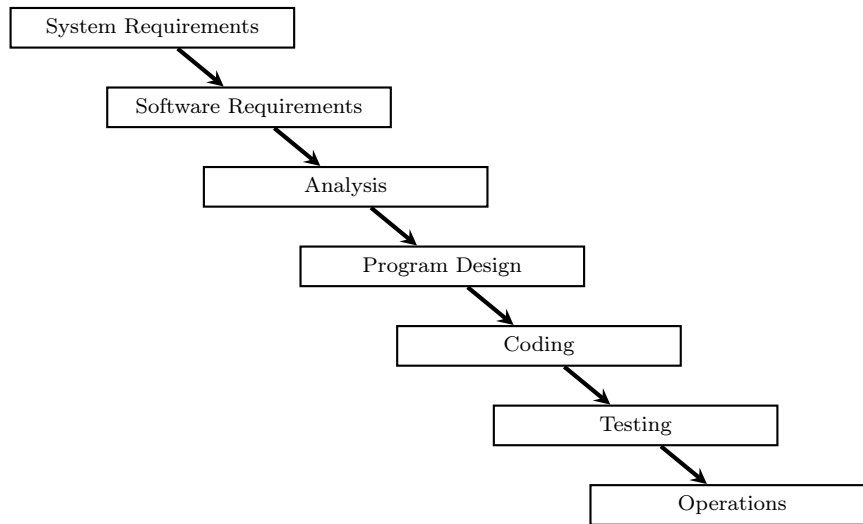 System Requirements
Software Requirements
Analysis
Program Design
Coding
Testing
Operations